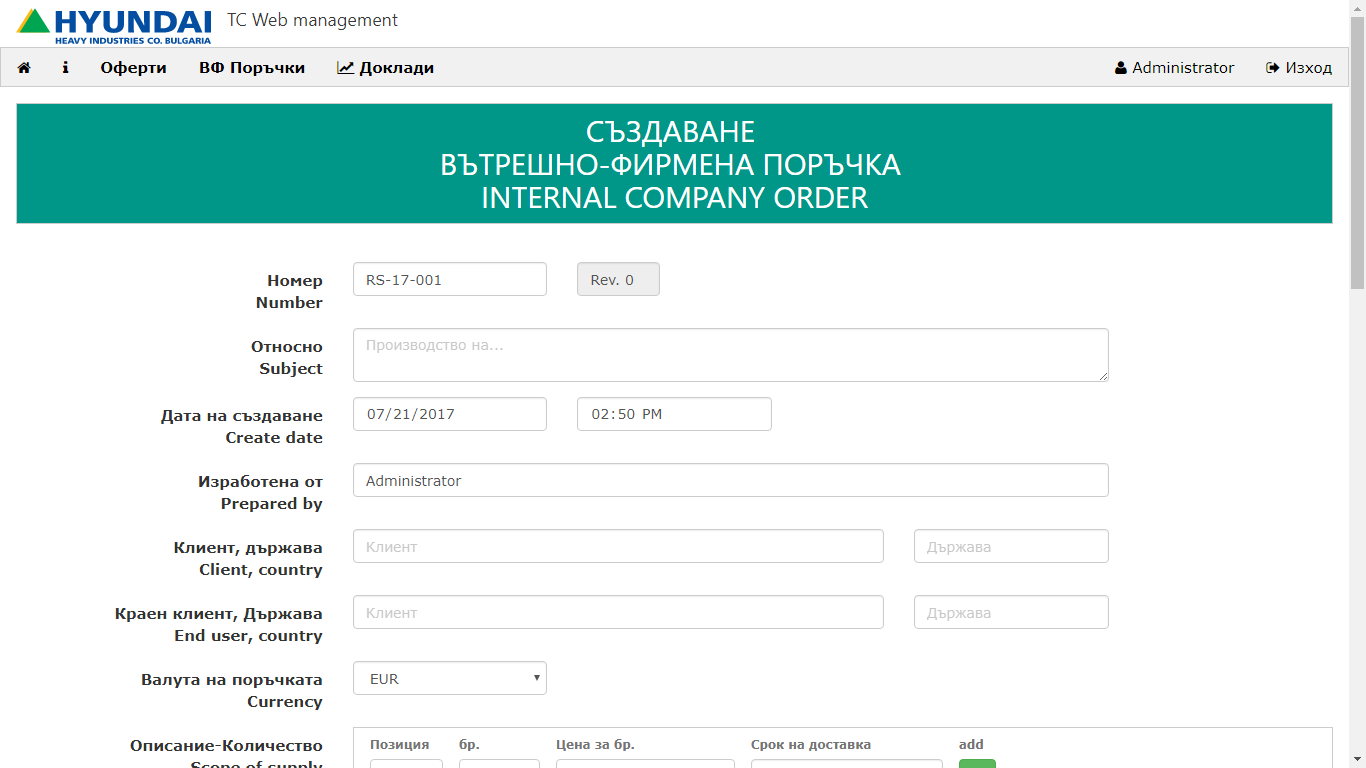 HYUNDAI
HEAVY INDUSTRIES CO. BULGARIA
TC Web management
Оферти ВФ Поръчки Доклади Administrator Изход
СЪЗДАВАНЕ
ВЪТРЕШНО-ФИРМЕНА ПОРЪЧКА
INTERNAL COMPANY ORDER
Номер RS-17-001 Rev. 0
Number
Относно Производство на...
Subject
Дата на създаване 07/21/2017 02:50 PM
Create date
Изработена от Administrator
Prepared by
Клиент, държава Клиент Държава
Client, country
Краен клиент, Държава Клиент Държава
End user, country
Валута на поръчката EUR
Currency
Описание-Количество Позиция бр. Цена за бр. Срок на доставка add
Scope of supply